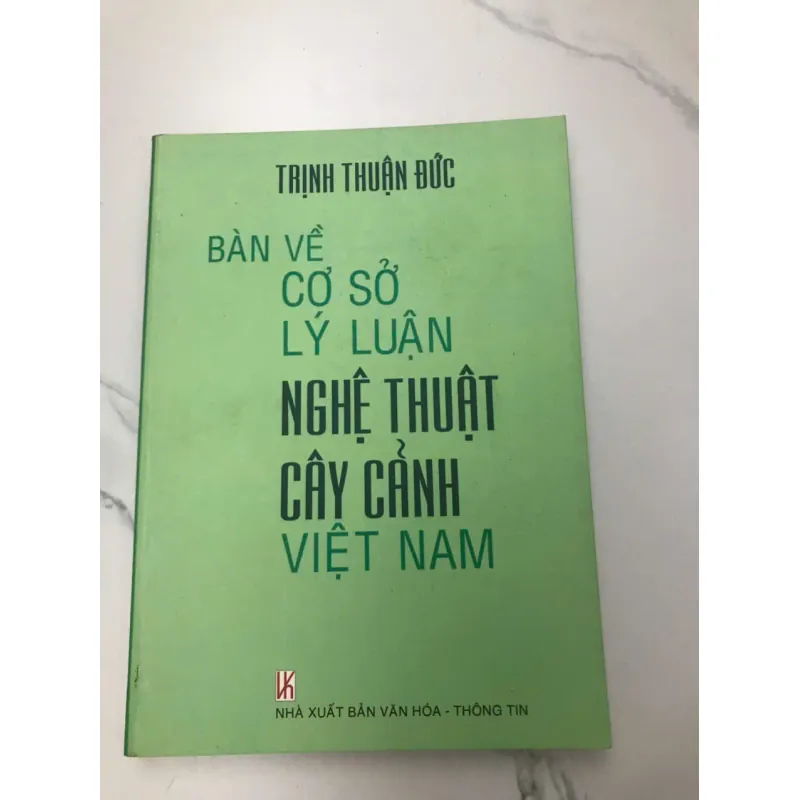 TRỊNH THUẬN ĐỨC
BÀN VỀ
CƠ SỞ
LÝ LUẬN
NGHỆ THUẬT
CÂY CẢNH
VIỆT NAM
NHÀ XUẤT BẢN VĂN HÓA - THÔNG TIN